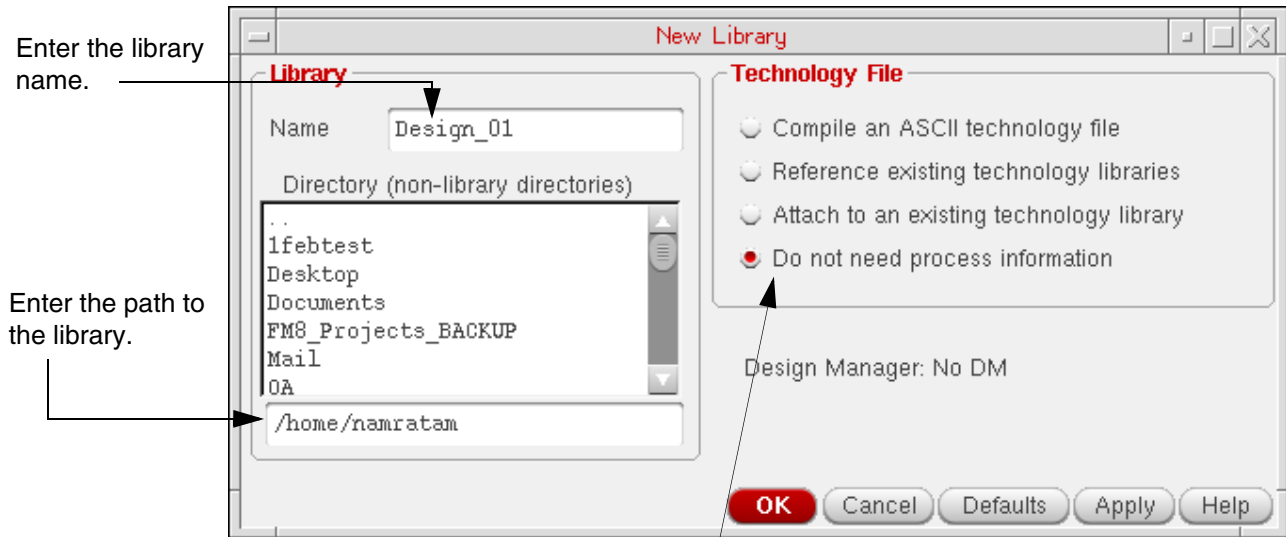 Enter the library
name.
Enter the path to
the library.
New Library
Library
Name
Design_01
Directory (non-library directories)
..
1febtest
Desktop
Documents
FM8_Projects_BACKUP
Mail
OA
/home/namratam
Technology File
Compile an ASCII technology file
Reference existing technology libraries
Attach to an existing technology library
Do not need process information
Design Manager: No DM
OK Cancel Defaults Apply Help